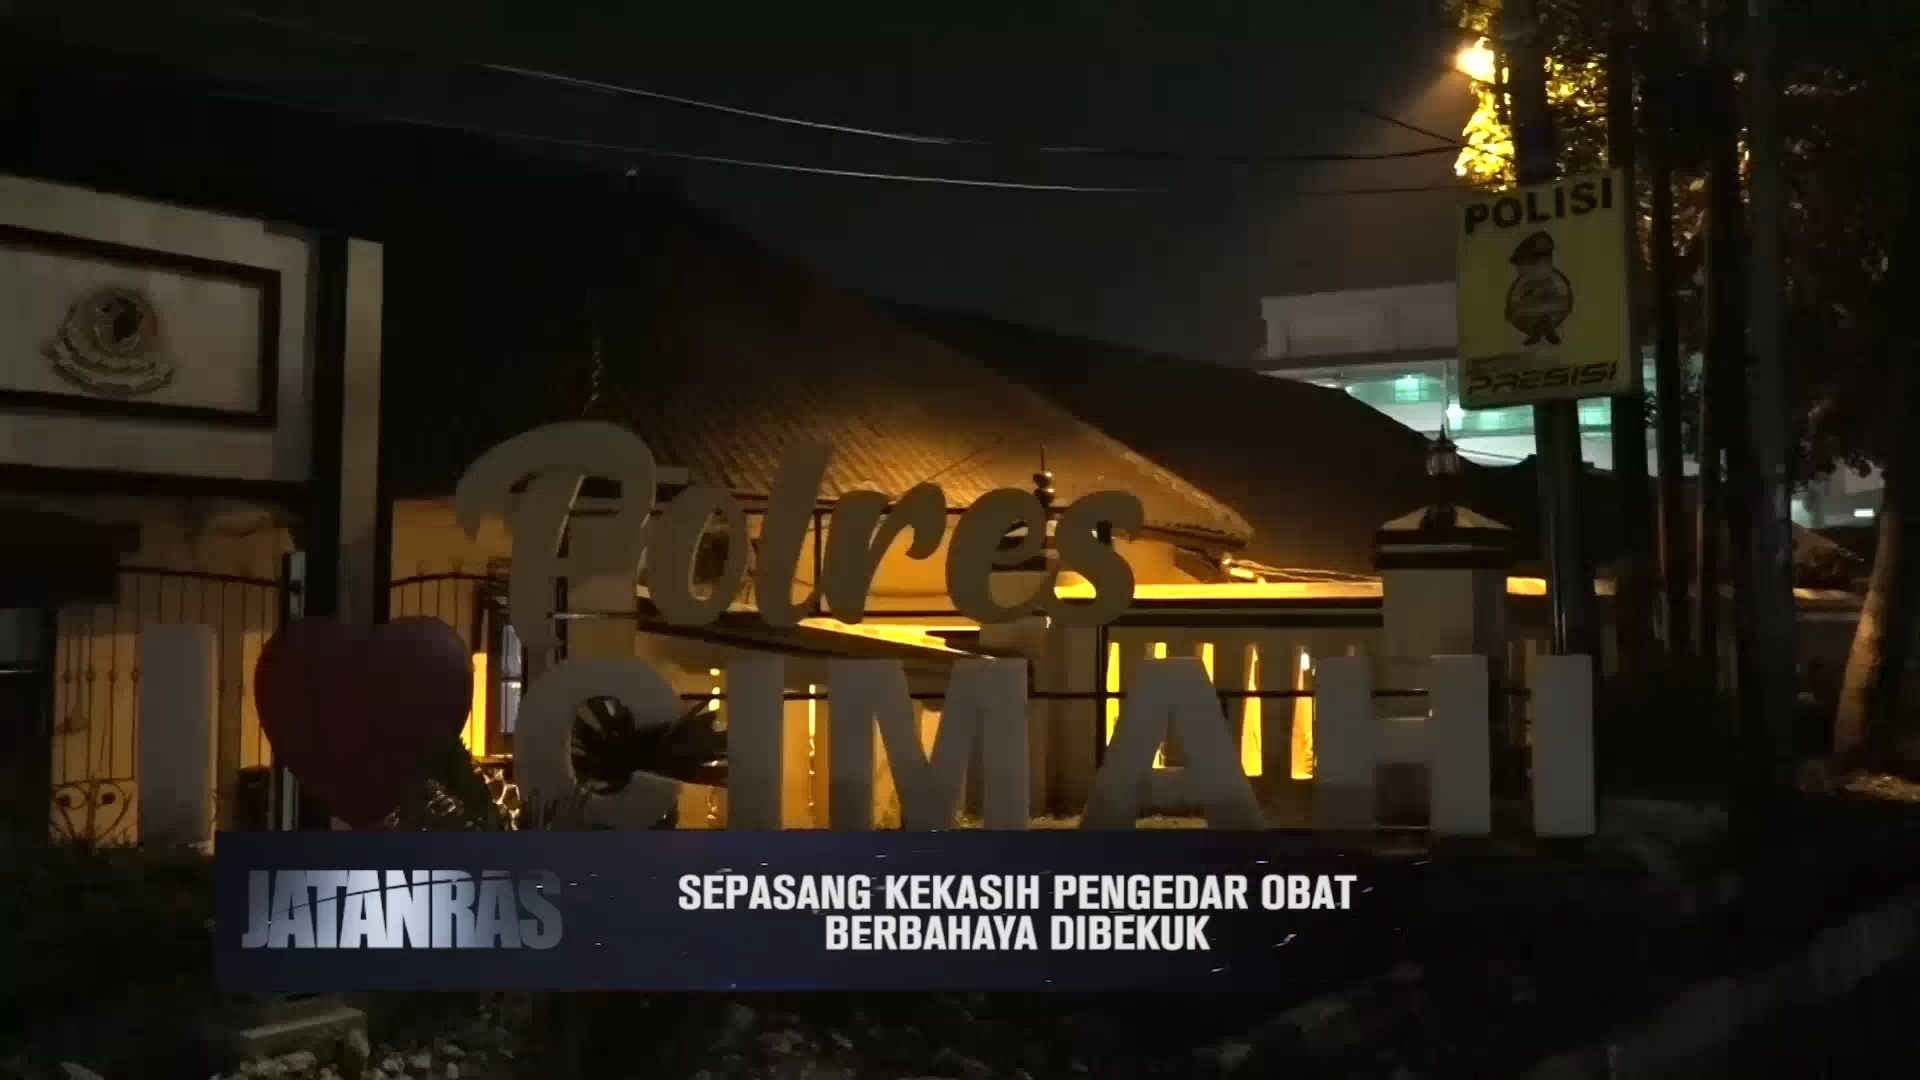 POLISI
PRESISI
Polres
I CIMAHI
JATANRAS
SEPASANG KEKASIH PENGEDAR OBAT
BERBAHAYA DIBEKUK